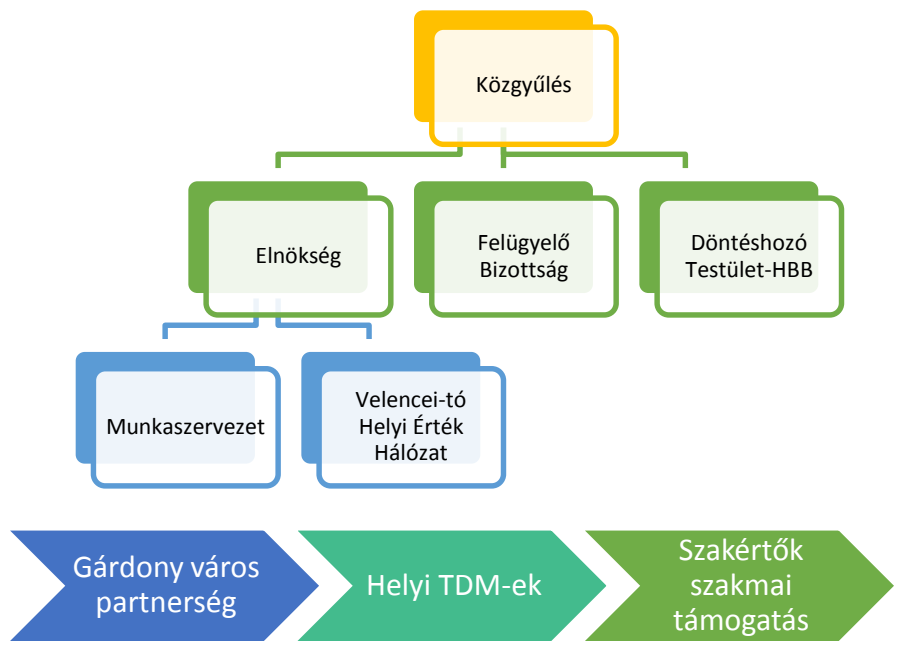 Közgyűlés
Elnökség
Felügyelő
Bizottság
Döntéshozó
Testület-HBB
Munkaszervezet
Velencei-tó
Helyi Érték
Hálózat
Gárdony város
partnerség
Helyi TDM-ek
Szakértők
szakmai
támogatás